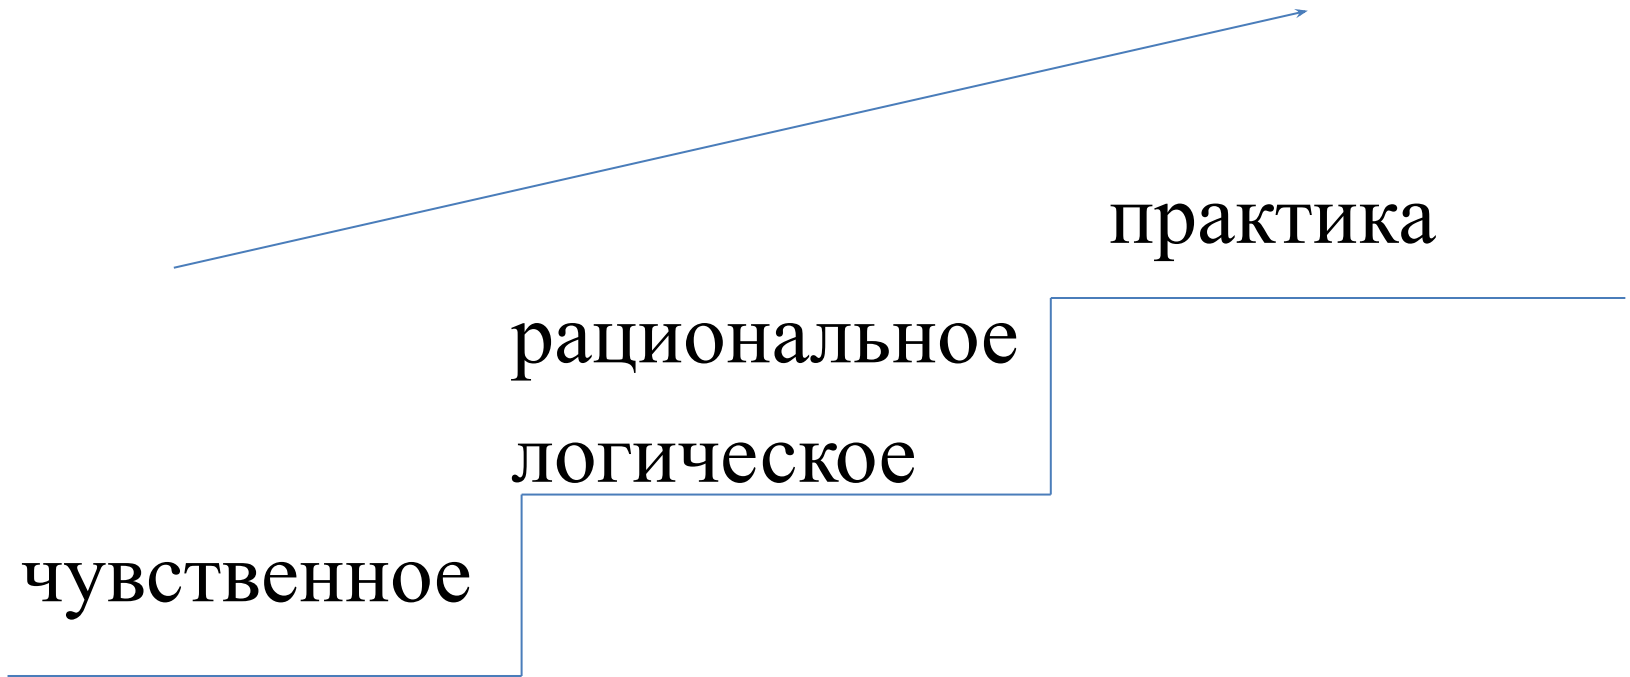 практика
рациональное
логическое
чувственное